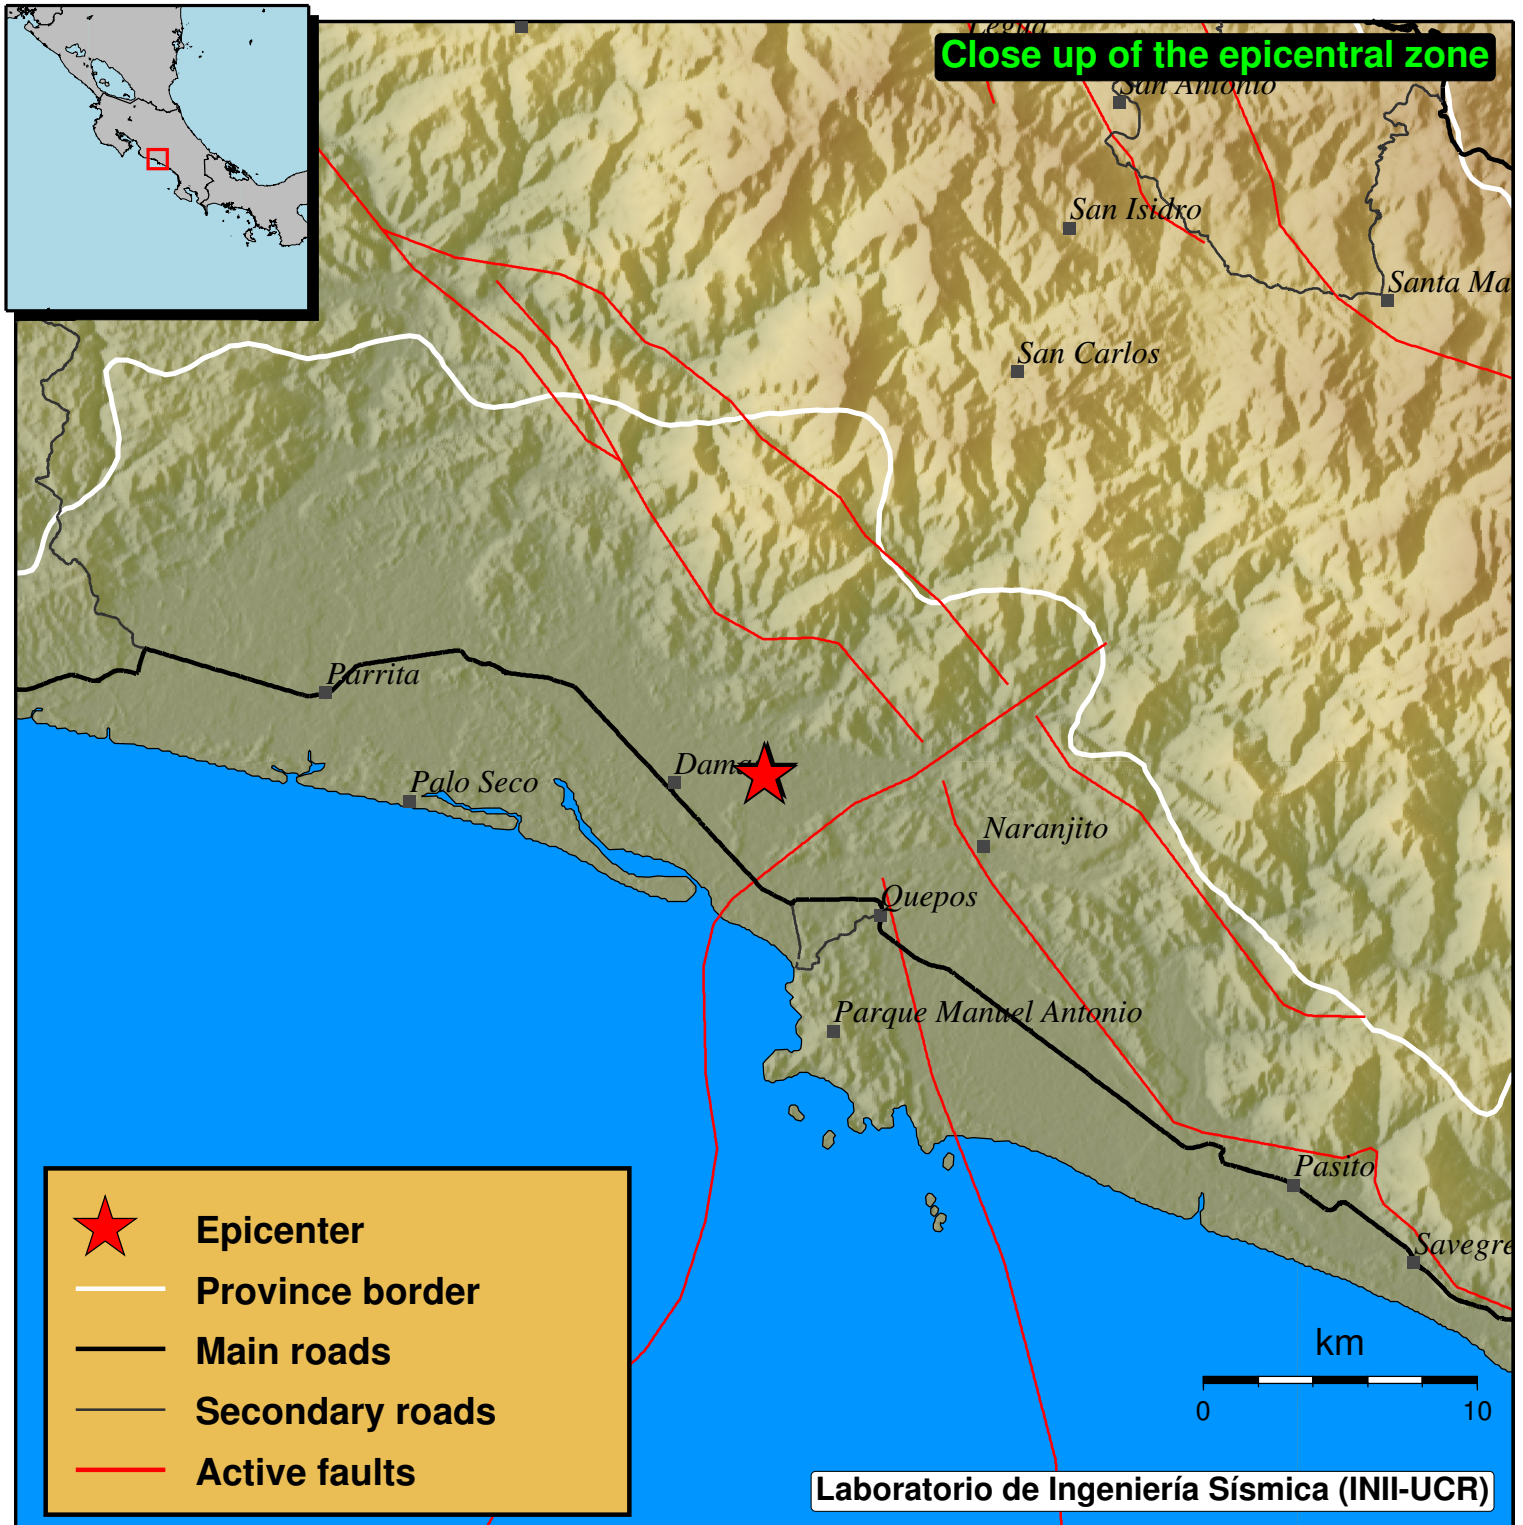 Close up of the epicentral zone
San Antonio
San Isidro
Santa Ma
San Carlos
Parrita
Dama
Palo Seco
Naranjito
Quepos
Parque Manuel Antonio
Pasito
Savegre
Epicenter
Province border
Main roads
Secondary roads
Active faults
km
0 10
Laboratorio de Ingeniería Sísmica (INII-UCR)